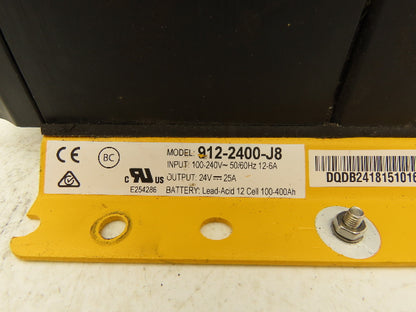 MODEL: 912-2400-J8
INPUT: 100-240V~ 50/60Hz 12-6A
OUTPUT: 24V⎓25A
BATTERY: Lead-Acid 12 Cell 100-400Ah
CE
BC
c UL US
E254286
DQDB2418151016